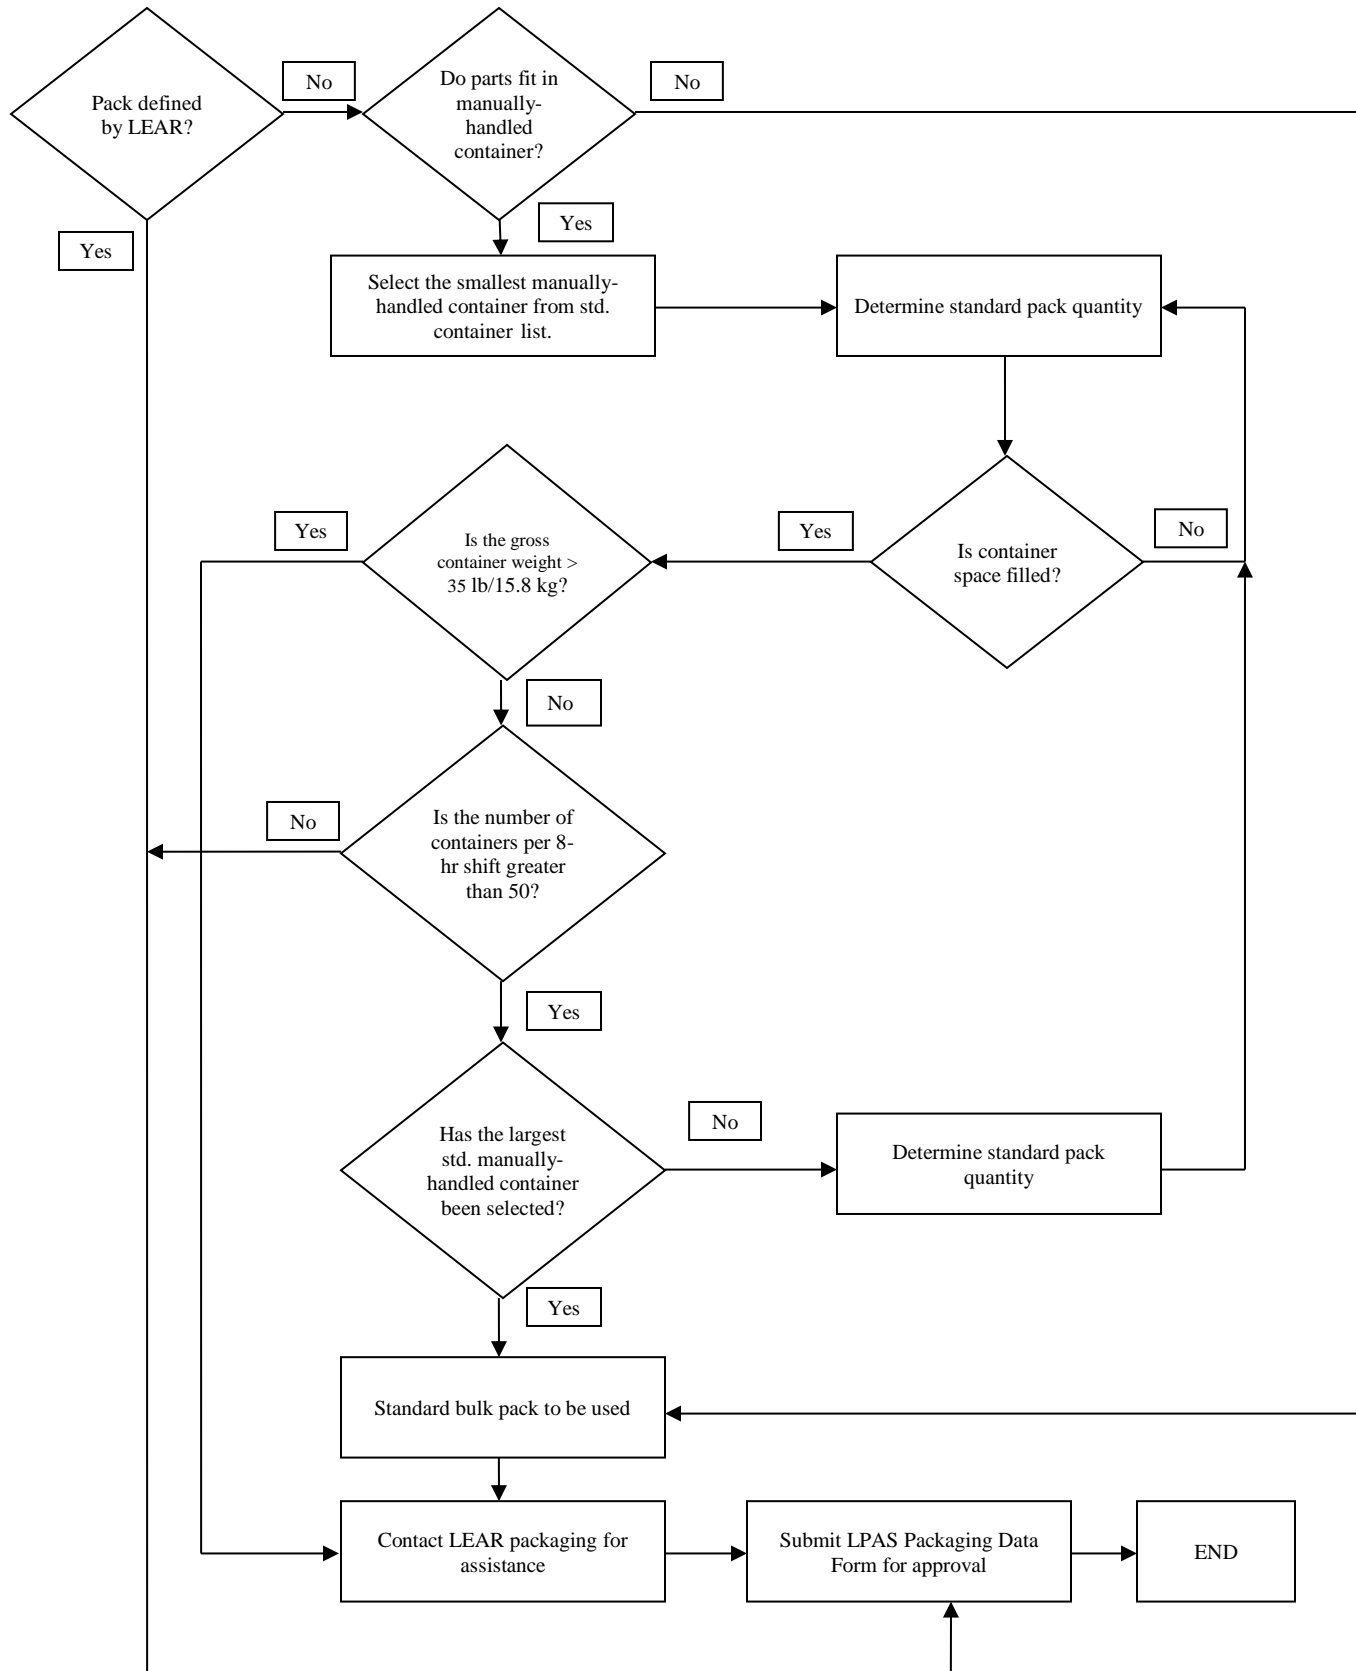 Pack defined
by LEAR?
No
Do parts fit in
manually-
handled
container?
No
Yes
Yes
Select the smallest manually-
handled container from std.
container list.
Determine standard pack quantity
Is container
space filled?
No
Yes
Is the gross
container weight >
35 lb/15.8 kg?
Yes
No
Is the number of
containers per 8-
hr shift greater
than 50?
No
Yes
Has the largest
std. manually-
handled container
been selected?
No
Determine standard pack
quantity
Yes
Standard bulk pack to be used
Contact LEAR packaging for
assistance
Submit LPAS Packaging Data
Form for approval
END